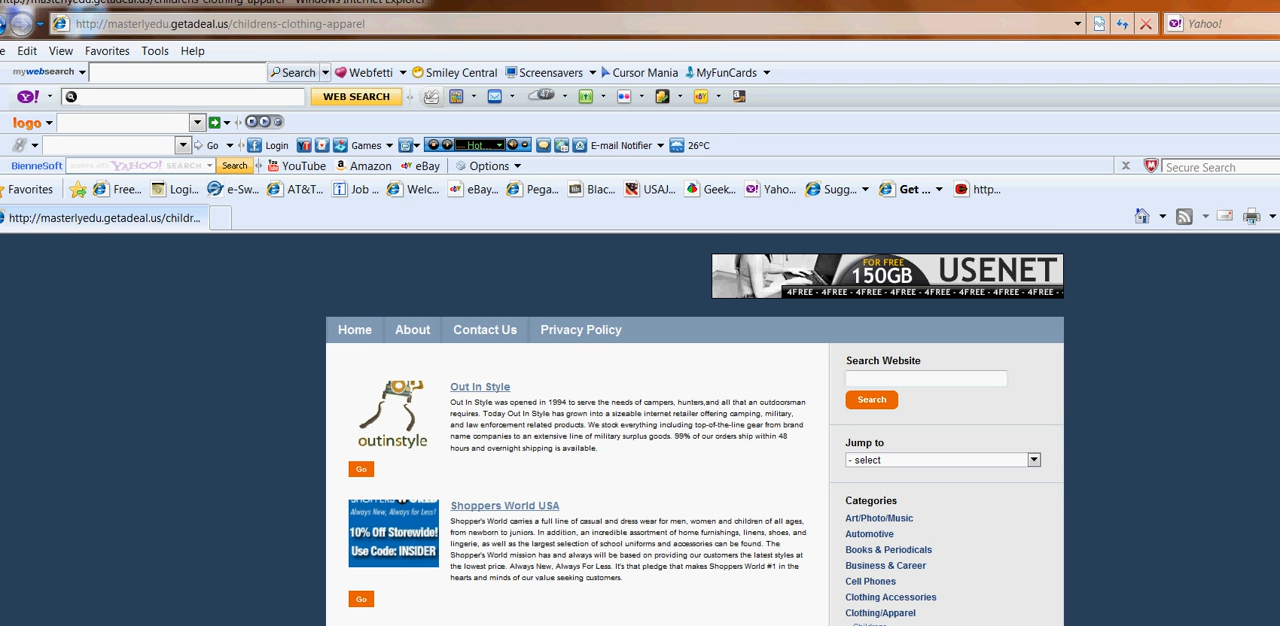 http://masterlyedu.getadeal.us/childrens-clothing-apparel
Yahoo!
Edit View Favorites Tools Help
mywebsearch Search Webfetti Smiley Central Screensavers Cursor Mania MyFunCards
Y! WEB SEARCH
logo
Go Login Games Hot... E-mail Notifier 26°C
BienneSoft YAHOO! SEARCH Search YouTube Amazon eBay Options Secure Search
Favorites Free... Logi... e-Sw... AT&T... Job ... Welc... eBay... Pega... Blac... USAJ... Geek... Yaho... Sugg... Get ... http...
http://masterlyedu.getadeal.us/childr...
FOR FREE
150GB USENET
4FREE - 4FREE - 4FREE - 4FREE - 4FREE - 4FREE - 4FREE - 4FREE -
Home About Contact Us Privacy Policy
outinstyle
Out In Style
Out In Style was opened in 1994 to serve the needs of campers, hunters,and all that an outdoorsman
requires. Today Out In Style has grown into a sizeable internet retailer offering camping, military,
and law enforcement related products. We stock everything including top-of-the-line gear from brand
name companies to an extensive line of military surplus goods. 99% of our orders ship within 48
hours and overnight shipping is available.
Go
Always New, Always for Less!
10% Off Storewide!
Use Code: INSIDER
Shoppers World USA
Shopper's World carries a full line of casual and dress wear for men, women and children of all ages,
from newborn to juniors. In addition, an incredible assortment of home furnishings, linens, shoes, and
lingerie, as well as the largest selection of school uniforms and accessories can be found. The
Shopper's World mission has and always will be based on providing our customers the latest styles at
the lowest price. Always New, Always For Less. It's that pledge that makes Shoppers World #1 in the
hearts and minds of our value seeking customers.
Go
Search Website
Search
Jump to
- select
Categories
Art/Photo/Music
Automotive
Books & Periodicals
Business & Career
Cell Phones
Clothing Accessories
Clothing/Apparel